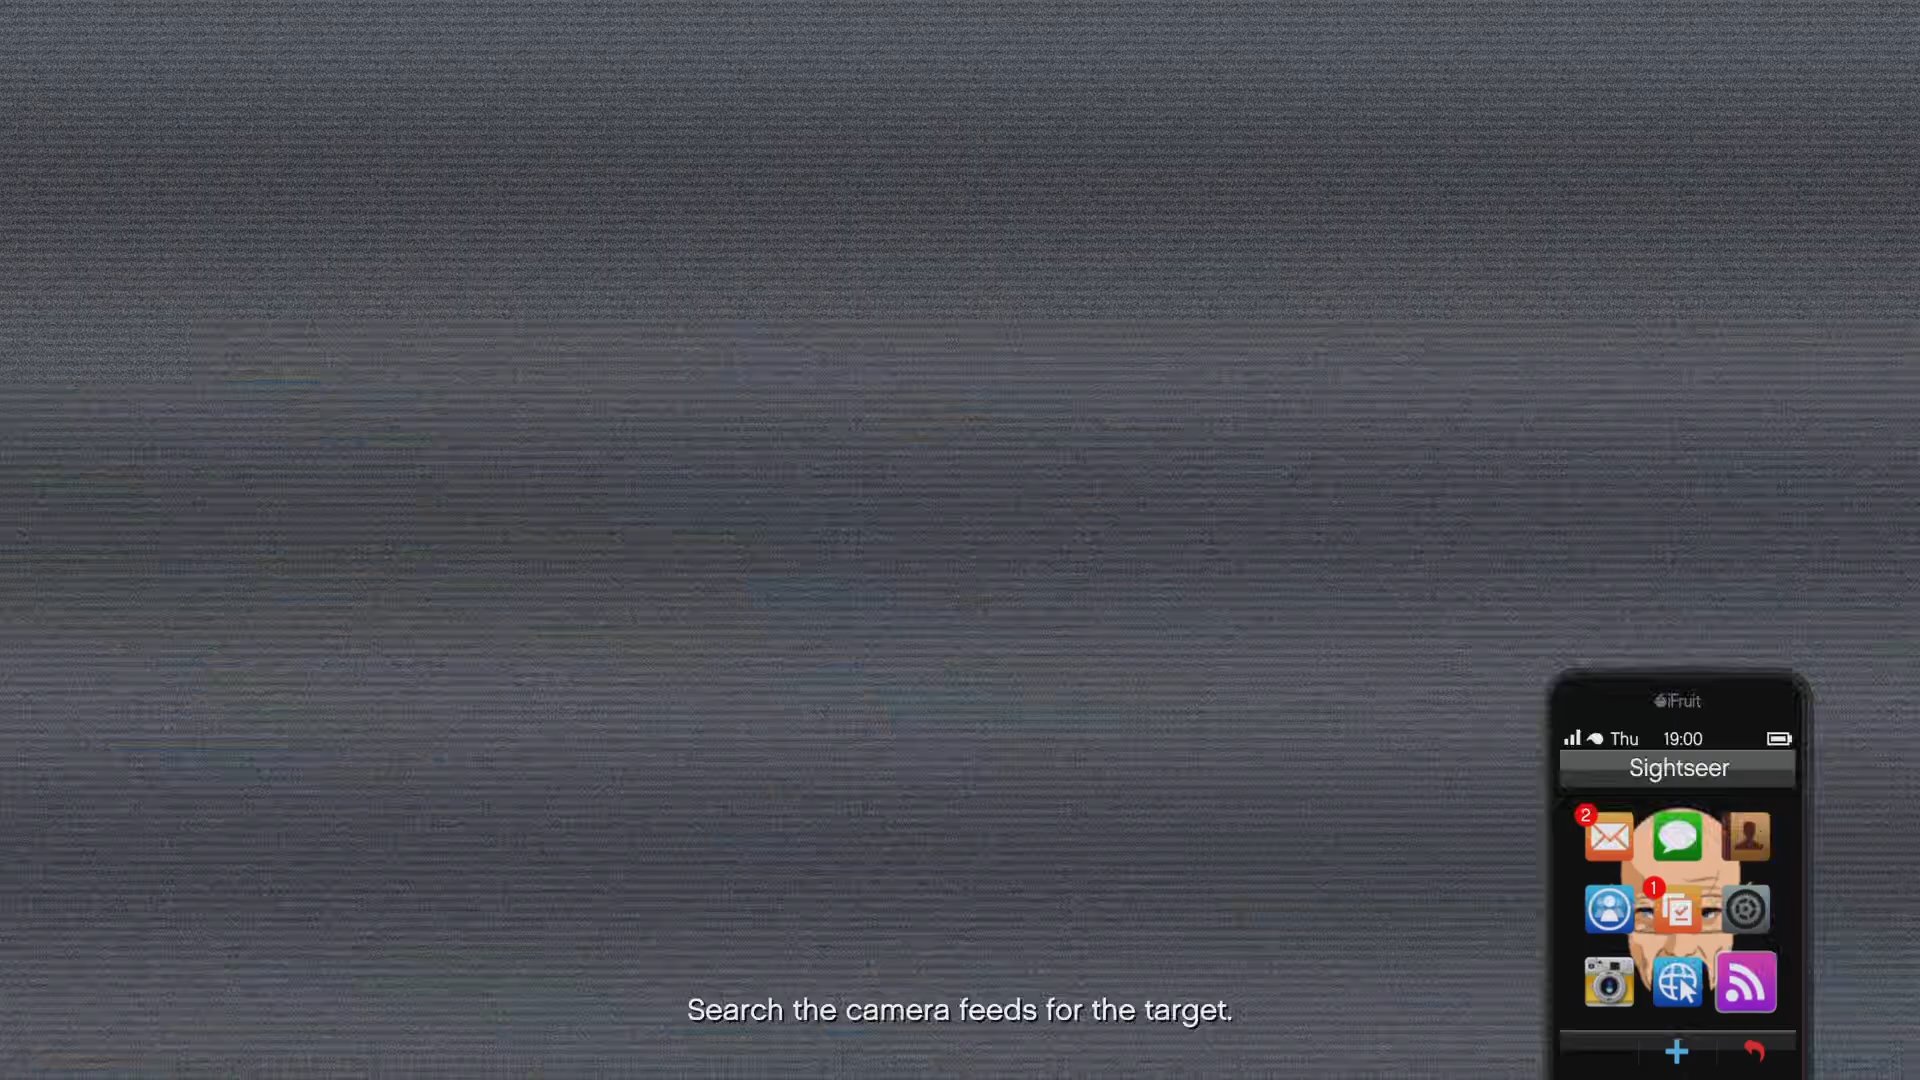 iFruit
Thu 19:00
Sightseer
2
1
Search the camera feeds for the target.